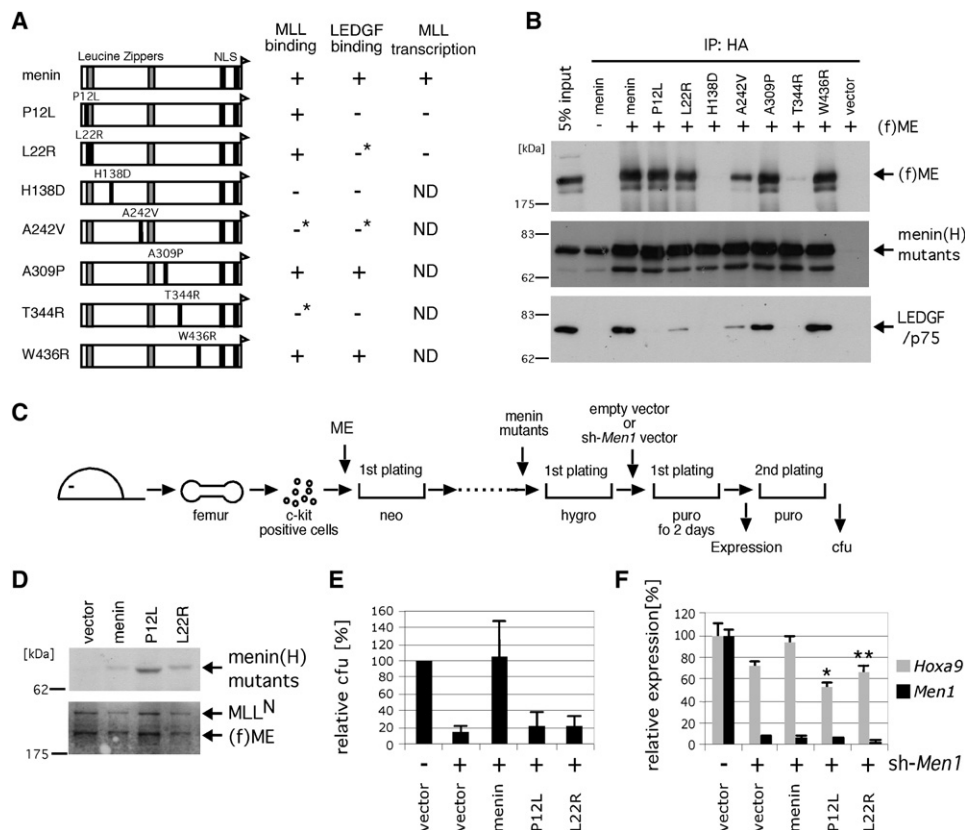 A
MLL binding LEDGF binding MLL transcription
Leucine Zippers NLS
menin + + +
P12L
P12L + - -
L22R
L22R + -* -
H138D
H138D - - ND
A242V
A242V -* -* ND
A309P
A309P + + ND
T344R
T344R -* - ND
W436R
W436R + + ND
B
IP: HA
5% input menin menin P12L L22R H138D A242V A309P T344R W436R vector
- + + + + + + + + + (f)ME
[kDa]
(f)ME
175
83
menin(H) mutants
62
83
LEDGF /p75
62
C
ME
menin mutants
empty vector or sh-Men1 vector
1st plating 1st plating 1st plating 2nd plating
femur c-kit positive cells neo hygro puro fo 2 days puro
Expression cfu
D
vector menin P12L L22R
[kDa]
menin(H) mutants
62
MLL^N
(f)ME
175
E
relative cfu [%]
160
140
120
100
80
60
40
20
0
- + + + +
vector vector menin P12L L22R
F
relative expression[%]
120
100
80
60
40
20
0
* **
Hoxa9
Men1
- + + + + sh-Men1
vector vector menin P12L L22R